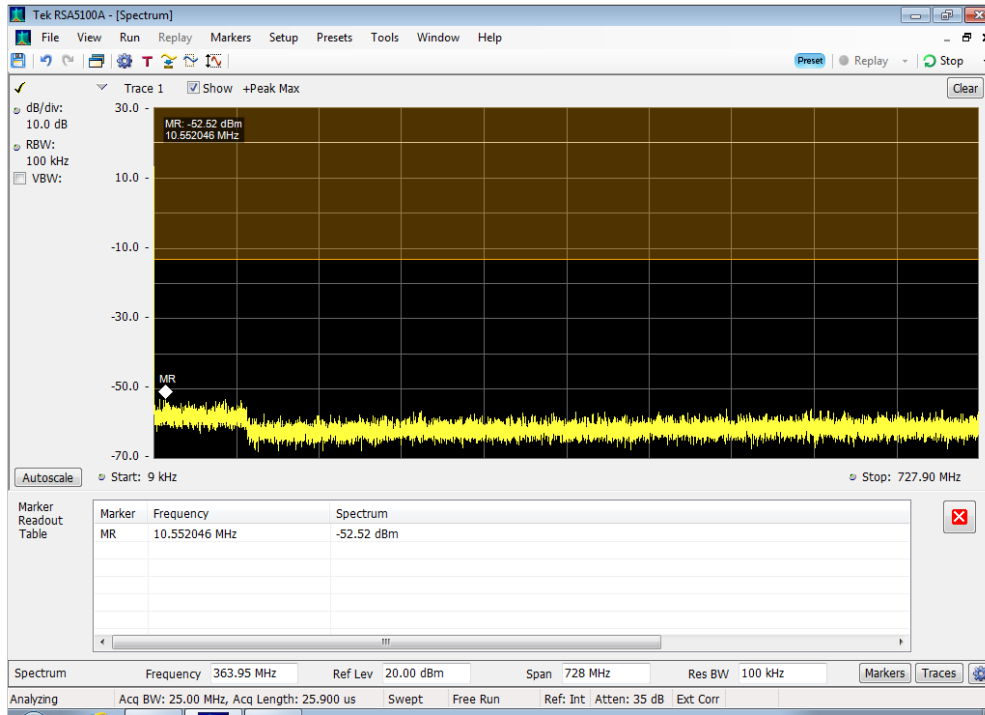 Tek RSA5100A - [Spectrum]
File View Run Replay Markers Setup Presets Tools Window Help
T Preset Replay Stop
Trace 1 Show +Peak Max Clear
dB/div:
10.0 dB
RBW:
100 kHz
VBW:
30.0
10.0
-10.0
-30.0
-50.0
-70.0
MR: -52.52 dBm
10.552046 MHz
MR
Autoscale Start: 9 kHz Stop: 727.90 MHz
Marker
Readout
Table
Marker Frequency Spectrum
MR 10.552046 MHz -52.52 dBm
Spectrum Frequency 363.95 MHz Ref Lev 20.00 dBm Span 728 MHz Res BW 100 kHz Markers Traces
Analyzing Acq BW: 25.00 MHz, Acq Length: 25.900 us Swept Free Run Ref: Int Atten: 35 dB Ext Corr